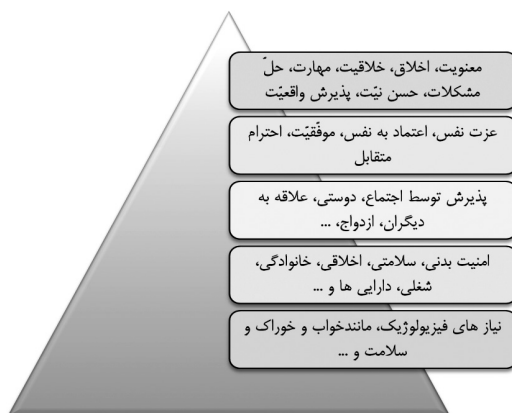 معنویت، اخلاق، خلاقیت، مهارت، حلّ
مشکلات، حسن نیّت، پذیرش واقعیّت
عزت نفس، اعتماد به نفس، موفّقیّت، احترام
متقابل
پذیرش توسط اجتماع، دوستی، علاقه به
دیگران، ازدواج، ...
امنیت بدنی، سلامتی، اخلاقی، خانوادگی،
شغلی، دارایی ها و ...
نیاز های فیزیولوژیک، مانندخواب و خوراک و
سلامت و ...